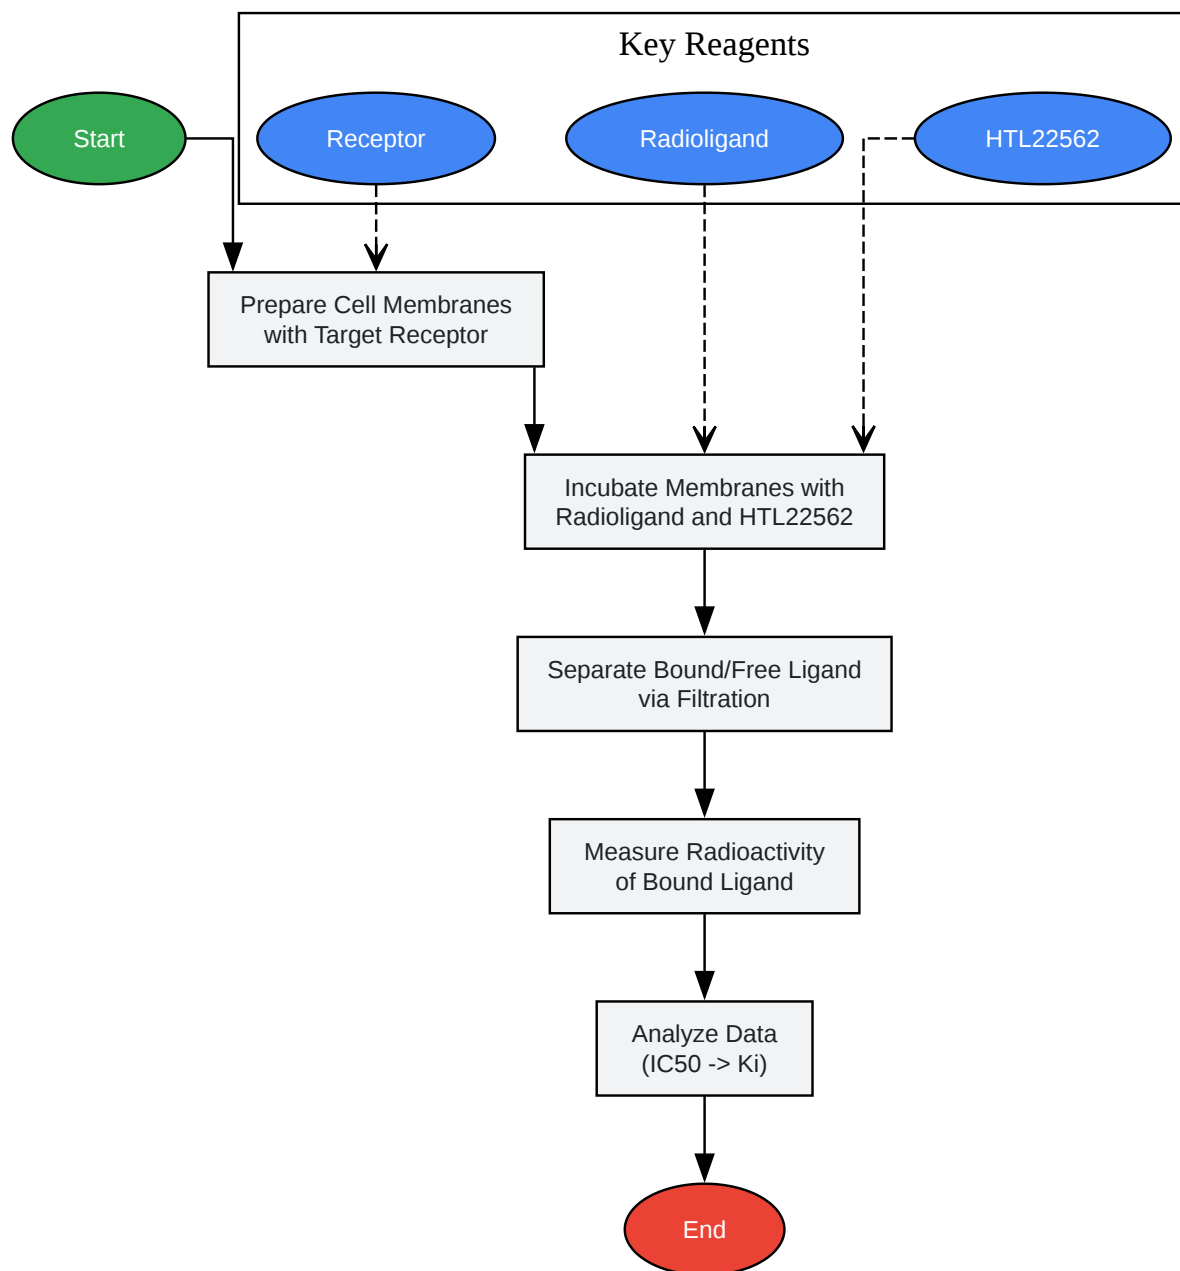 Key Reagents
Start
Receptor
Radioligand
HTL22562
Prepare Cell Membranes
with Target Receptor
Incubate Membranes with
Radioligand and HTL22562
Separate Bound/Free Ligand
via Filtration
Measure Radioactivity
of Bound Ligand
Analyze Data
(IC50 -> Ki)
End